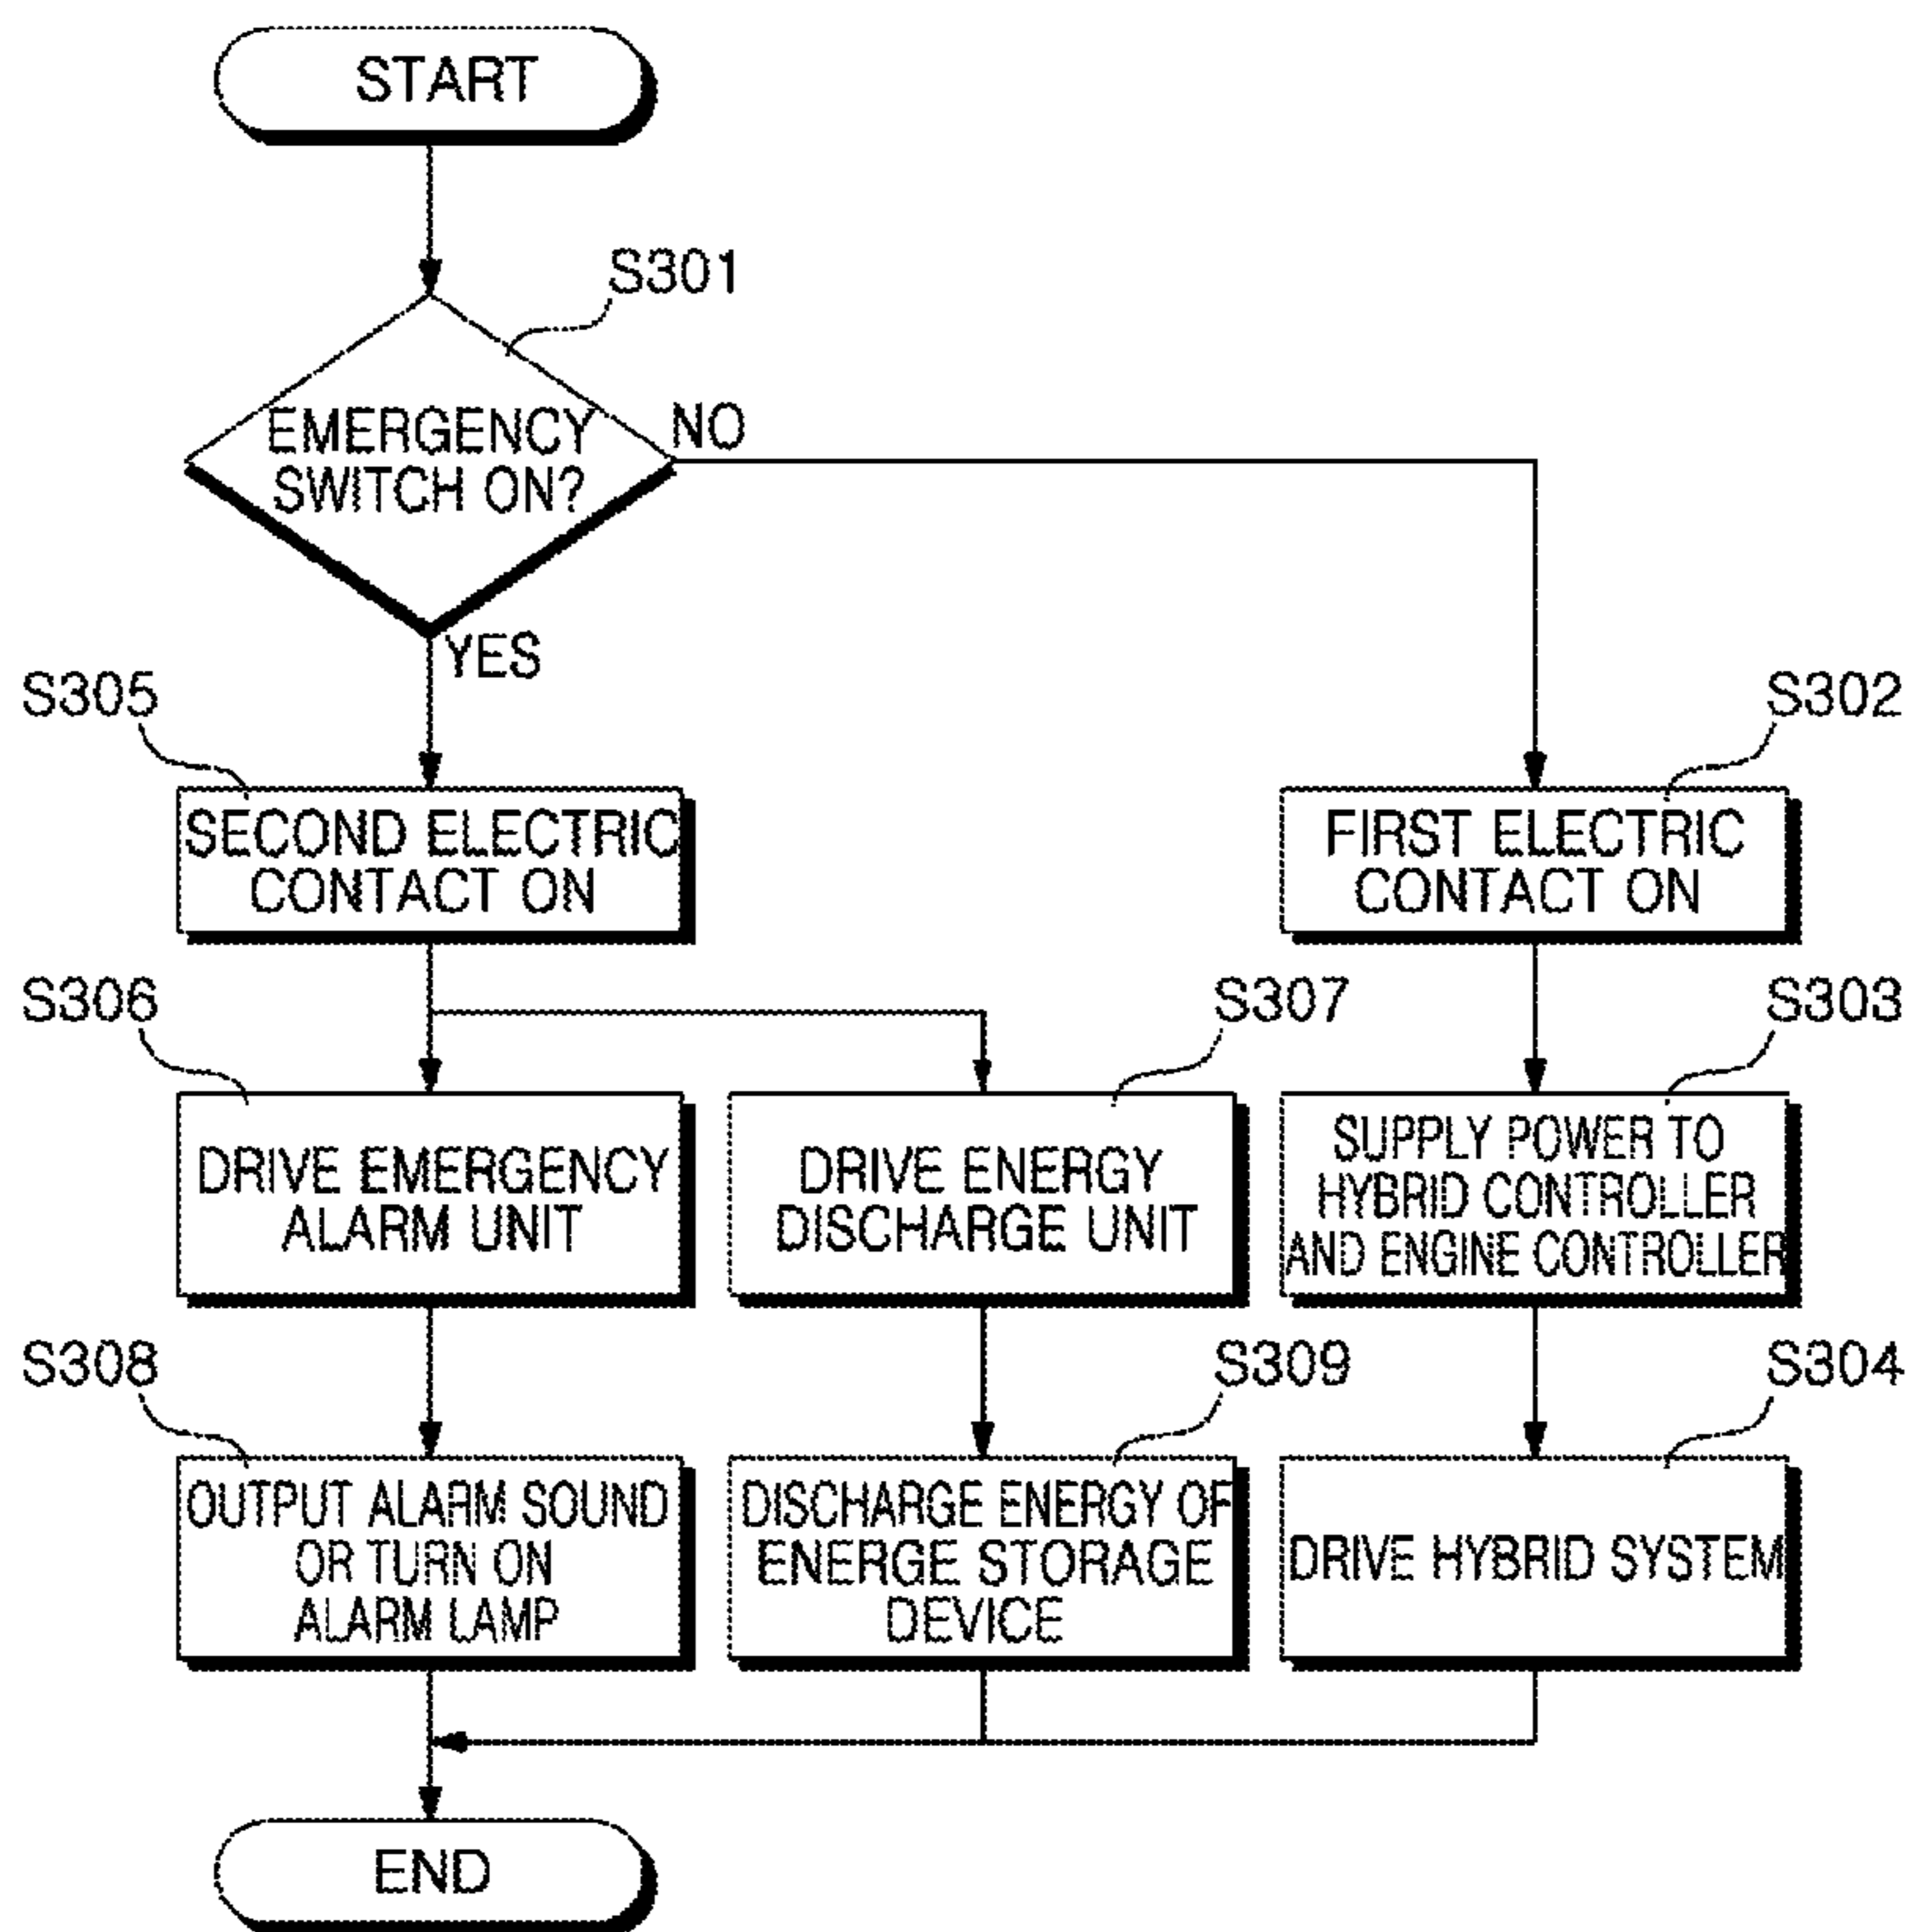 START
S301
EMERGENCY
SWITCH ON?
NO
YES
S305
SECOND ELECTRIC
CONTACT ON
S302
FIRST ELECTRIC
CONTACT ON
S306
DRIVE EMERGENCY
ALARM UNIT
S307
DRIVE ENERGY
DISCHARGE UNIT
S303
SUPPLY POWER TO
HYBRID CONTROLLER
AND ENGINE CONTROLLER
S308
OUTPUT ALARM SOUND
OR TURN ON
ALARM LAMP
S309
DISCHARGE ENERGY OF
ENERGE STORAGE
DEVICE
S304
DRIVE HYBRID SYSTEM
END